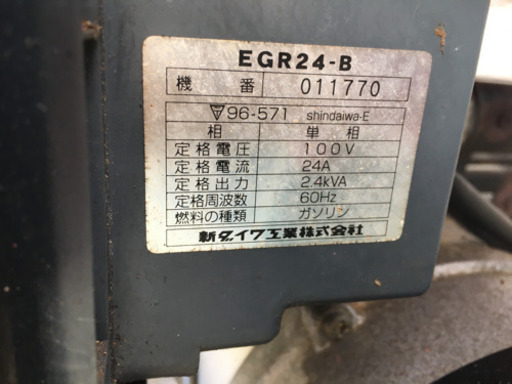 EGR24-B
機 番 011770
▽96-571 shindaiwa-E
相 単相
定格電圧 100V
定格電流 24A
定格出力 2.4kVA
定格周波数 60Hz
燃料の種類 ガソリン
新ダイワ工業株式会社